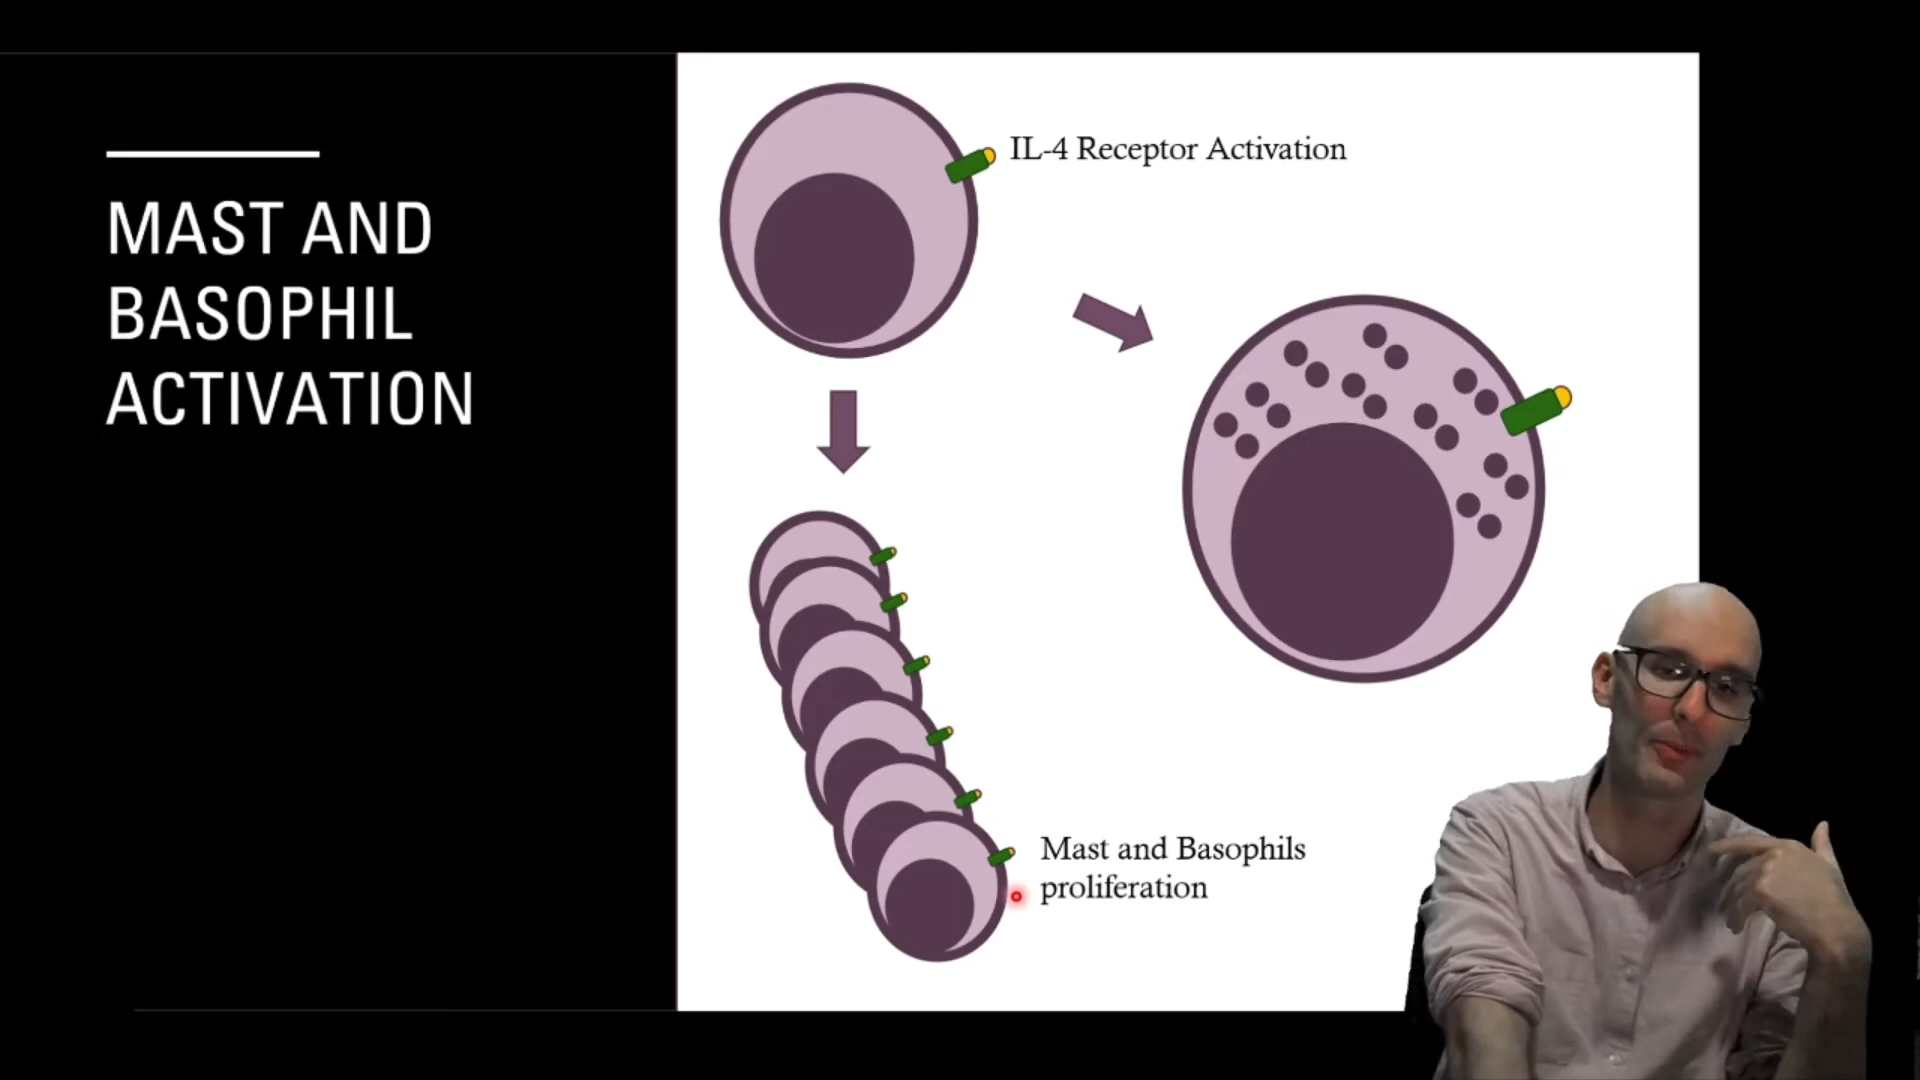 MAST AND
BASOPHIL
ACTIVATION
IL-4 Receptor Activation
Mast and Basophils
proliferation